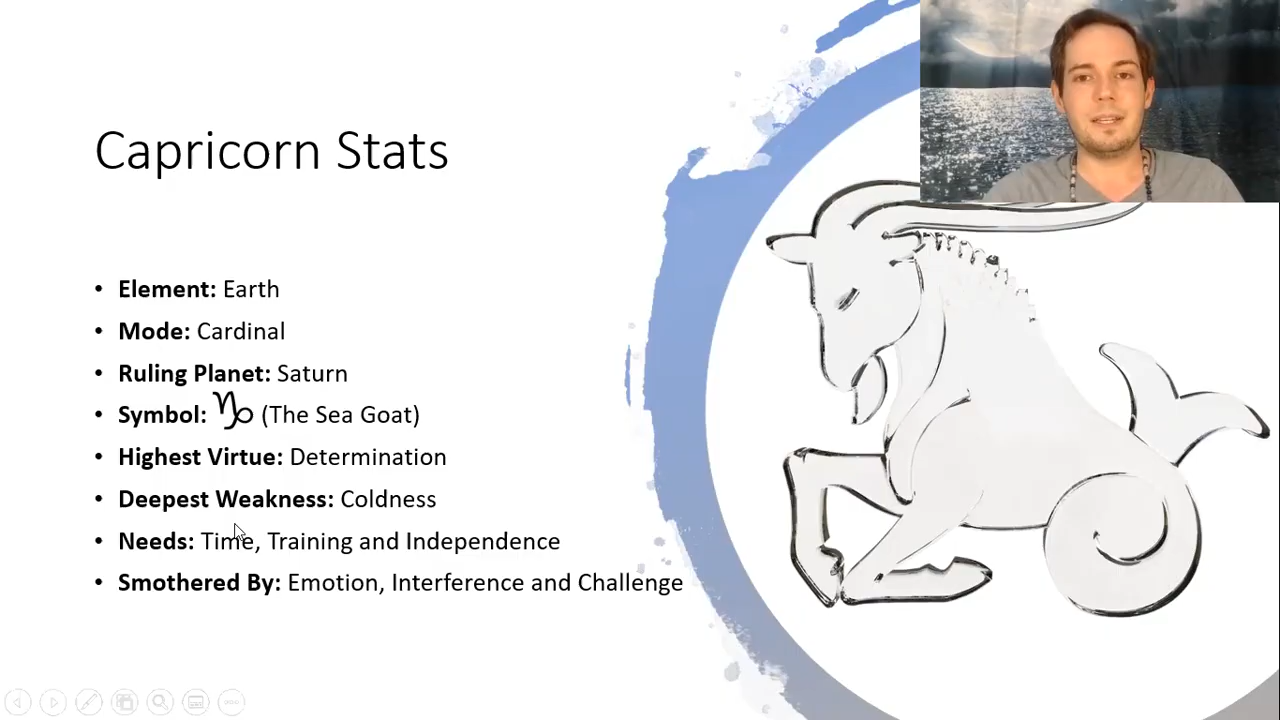 Capricorn Stats
• Element: Earth
• Mode: Cardinal
• Ruling Planet: Saturn
• Symbol: ♑ (The Sea Goat)
• Highest Virtue: Determination
• Deepest Weakness: Coldness
• Needs: Time, Training and Independence
• Smothered By: Emotion, Interference and Challenge